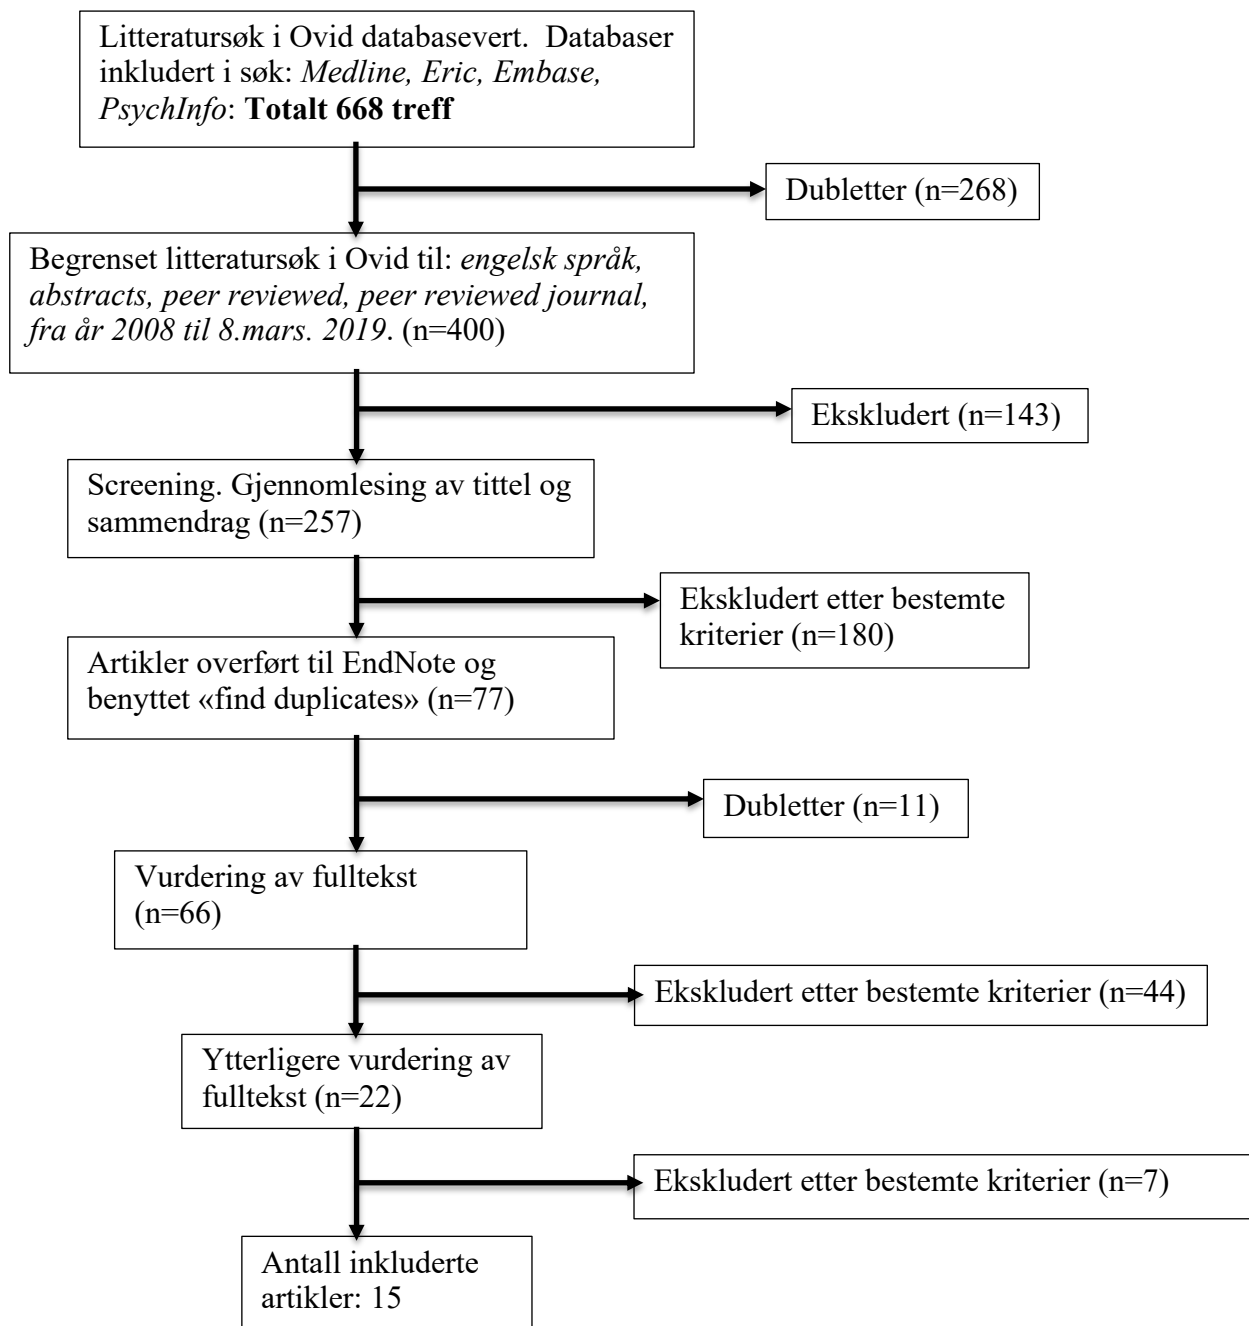 Litteratursøk i Ovid databasevert.  Databaser
inkludert i søk: Medline, Eric, Embase,
PsychInfo: Totalt 668 treff
Dubletter (n=268)
Begrenset litteratursøk i Ovid til: engelsk språk,
abstracts, peer reviewed, peer reviewed journal,
fra år 2008 til 8.mars. 2019. (n=400)
Ekskludert (n=143)
Screening. Gjennomlesing av tittel og
sammendrag (n=257)
Ekskludert etter bestemte
kriterier (n=180)
Artikler overført til EndNote og
benyttet «find duplicates» (n=77)
Dubletter (n=11)
Vurdering av fulltekst
(n=66)
Ekskludert etter bestemte kriterier (n=44)
Ytterligere vurdering av
fulltekst (n=22)
Ekskludert etter bestemte kriterier (n=7)
Antall inkluderte
artikler: 15